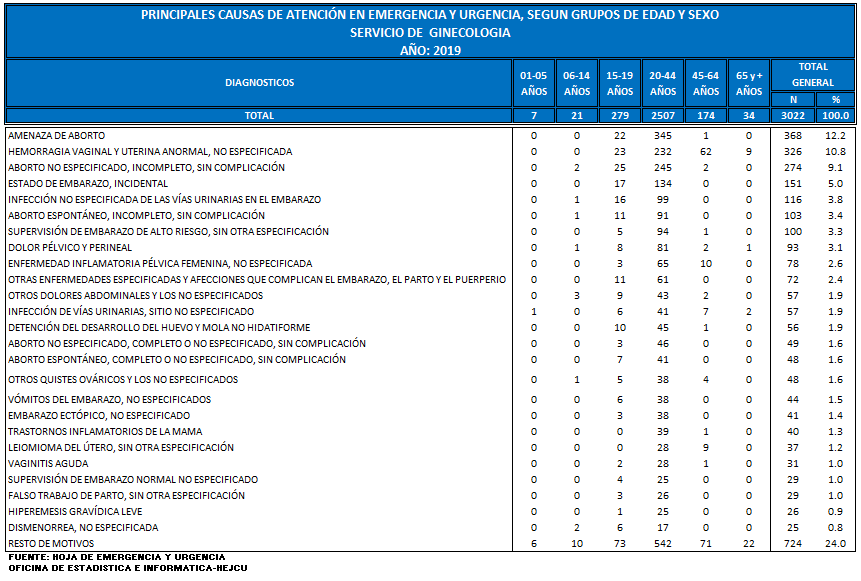 PRINCIPALES CAUSAS DE ATENCIÓN EN EMERGENCIA Y URGENCIA, SEGUN GRUPOS DE EDAD Y SEXO
SERVICIO DE GINECOLOGIA
AÑO: 2019
DIAGNOSTICOS 01-05 AÑOS 06-14 AÑOS 15-19 AÑOS 20-44 AÑOS 45-64 AÑOS 65 y + AÑOS TOTAL GENERAL
N %
TOTAL 7 21 279 2507 174 34 3022 100.0
AMENAZA DE ABORTO 0 0 22 345 1 0 368 12.2
HEMORRAGIA VAGINAL Y UTERINA ANORMAL, NO ESPECIFICADA 0 0 23 232 62 9 326 10.8
ABORTO NO ESPECIFICADO, INCOMPLETO, SIN COMPLICACIÓN 0 2 25 245 2 0 274 9.1
ESTADO DE EMBARAZO, INCIDENTAL 0 0 17 134 0 0 151 5.0
INFECCIÓN NO ESPECIFICADA DE LAS VÍAS URINARIAS EN EL EMBARAZO 0 1 16 99 0 0 116 3.8
ABORTO ESPONTÁNEO, INCOMPLETO, SIN COMPLICACIÓN 0 1 11 91 0 0 103 3.4
SUPERVISIÓN DE EMBARAZO DE ALTO RIESGO, SIN OTRA ESPECIFICACIÓN 0 0 5 94 1 0 100 3.3
DOLOR PÉLVICO Y PERINEAL 0 1 8 81 2 1 93 3.1
ENFERMEDAD INFLAMATORIA PÉLVICA FEMENINA, NO ESPECIFICADA 0 0 3 65 10 0 78 2.6
OTRAS ENFERMEDADES ESPECIFICADAS Y AFECCIONES QUE COMPLICAN EL EMBARAZO, EL PARTO Y EL PUERPERIO 0 0 11 61 0 0 72 2.4
OTROS DOLORES ABDOMINALES Y LOS NO ESPECIFICADOS 0 3 9 43 2 0 57 1.9
INFECCIÓN DE VÍAS URINARIAS, SITIO NO ESPECIFICADO 1 0 6 41 7 2 57 1.9
DETENCIÓN DEL DESARROLLO DEL HUEVO Y MOLA NO HIDATIFORME 0 0 10 45 1 0 56 1.9
ABORTO NO ESPECIFICADO, COMPLETO O NO ESPECIFICADO, SIN COMPLICACIÓN 0 0 3 46 0 0 49 1.6
ABORTO ESPONTÁNEO, COMPLETO O NO ESPECIFICADO, SIN COMPLICACIÓN 0 0 7 41 0 0 48 1.6
OTROS QUISTES OVÁRICOS Y LOS NO ESPECIFICADOS 0 1 5 38 4 0 48 1.6
VÓMITOS DEL EMBARAZO, NO ESPECIFICADOS 0 0 6 38 0 0 44 1.5
EMBARAZO ECTÓPICO, NO ESPECIFICADO 0 0 3 38 0 0 41 1.4
TRASTORNOS INFLAMATORIOS DE LA MAMA 0 0 0 39 1 0 40 1.3
LEIOMIOMA DEL ÚTERO, SIN OTRA ESPECIFICACIÓN 0 0 0 28 9 0 37 1.2
VAGINITIS AGUDA 0 0 2 28 1 0 31 1.0
SUPERVISIÓN DE EMBARAZO NORMAL NO ESPECIFICADO 0 0 4 25 0 0 29 1.0
FALSO TRABAJO DE PARTO, SIN OTRA ESPECIFICACIÓN 0 0 3 26 0 0 29 1.0
HIPEREMESIS GRAVÍDICA LEVE 0 0 1 25 0 0 26 0.9
DISMENORREA, NO ESPECIFICADA 0 2 6 17 0 0 25 0.8
RESTO DE MOTIVOS 6 10 73 542 71 22 724 24.0
FUENTE: HOJA DE EMERGENCIA Y URGENCIA
OFICINA DE ESTADISTICA E INFORMATICA-HEJCU